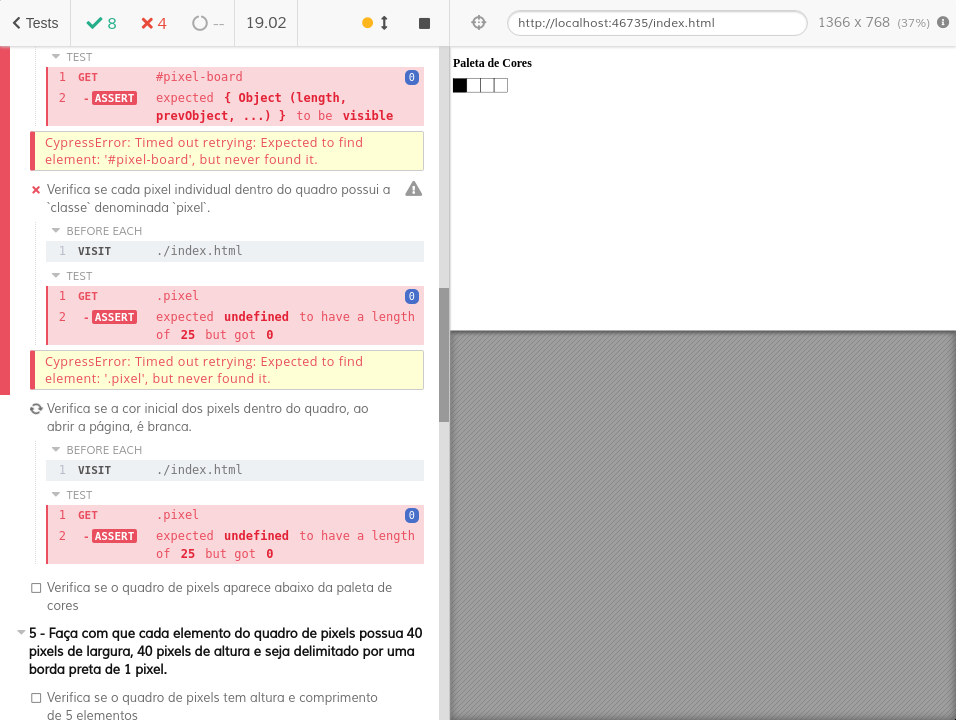 Tests
8
4
--
19.02
http://localhost:46735/index.html
1366 x 768 (37%)
TEST
1 GET #pixel-board 0
2 - ASSERT expected { Object (length,
prevObject, ...) } to be visible
CypressError: Timed out retrying: Expected to find
element: '#pixel-board', but never found it.
Verifica se cada pixel individual dentro do quadro possui a
`classe` denominada `pixel`.
BEFORE EACH
1 VISIT ./index.html
TEST
1 GET .pixel 0
2 - ASSERT expected undefined to have a length
of 25 but got 0
CypressError: Timed out retrying: Expected to find
element: '.pixel', but never found it.
Verifica se a cor inicial dos pixels dentro do quadro, ao
abrir a página, é branca.
BEFORE EACH
1 VISIT ./index.html
TEST
1 GET .pixel 0
2 - ASSERT expected undefined to have a length
of 25 but got 0
Verifica se o quadro de pixels aparece abaixo da paleta de
cores
5 - Faça com que cada elemento do quadro de pixels possua 40
pixels de largura, 40 pixels de altura e seja delimitado por uma
borda preta de 1 pixel.
Verifica se o quadro de pixels tem altura e comprimento
de 5 elementos
Paleta de Cores